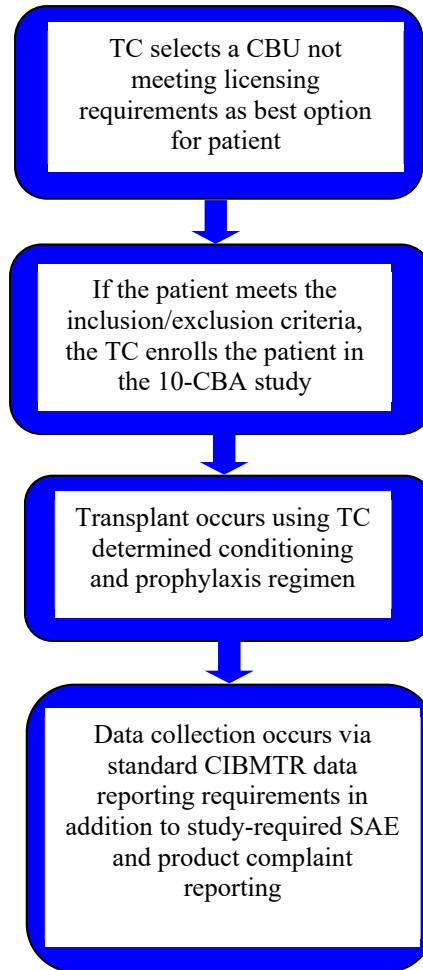 TC selects a CBU not
meeting licensing
requirements as best option
for patient
If the patient meets the
inclusion/exclusion criteria,
the TC enrolls the patient in
the 10-CBA study
Transplant occurs using TC
determined conditioning
and prophylaxis regimen
Data collection occurs via
standard CIBMTR data
reporting requirements in
addition to study-required SAE
and product complaint
reporting